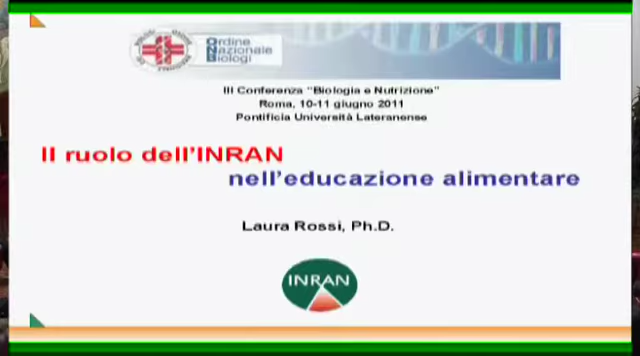 Ordine
Nazionale
Biologi
III Conferenza "Biologia e Nutrizione"
Roma, 10-11 giugno 2011
Pontificia Università Lateranense
Il ruolo dell'INRAN
nell'educazione alimentare
Laura Rossi, Ph.D.
INRAN